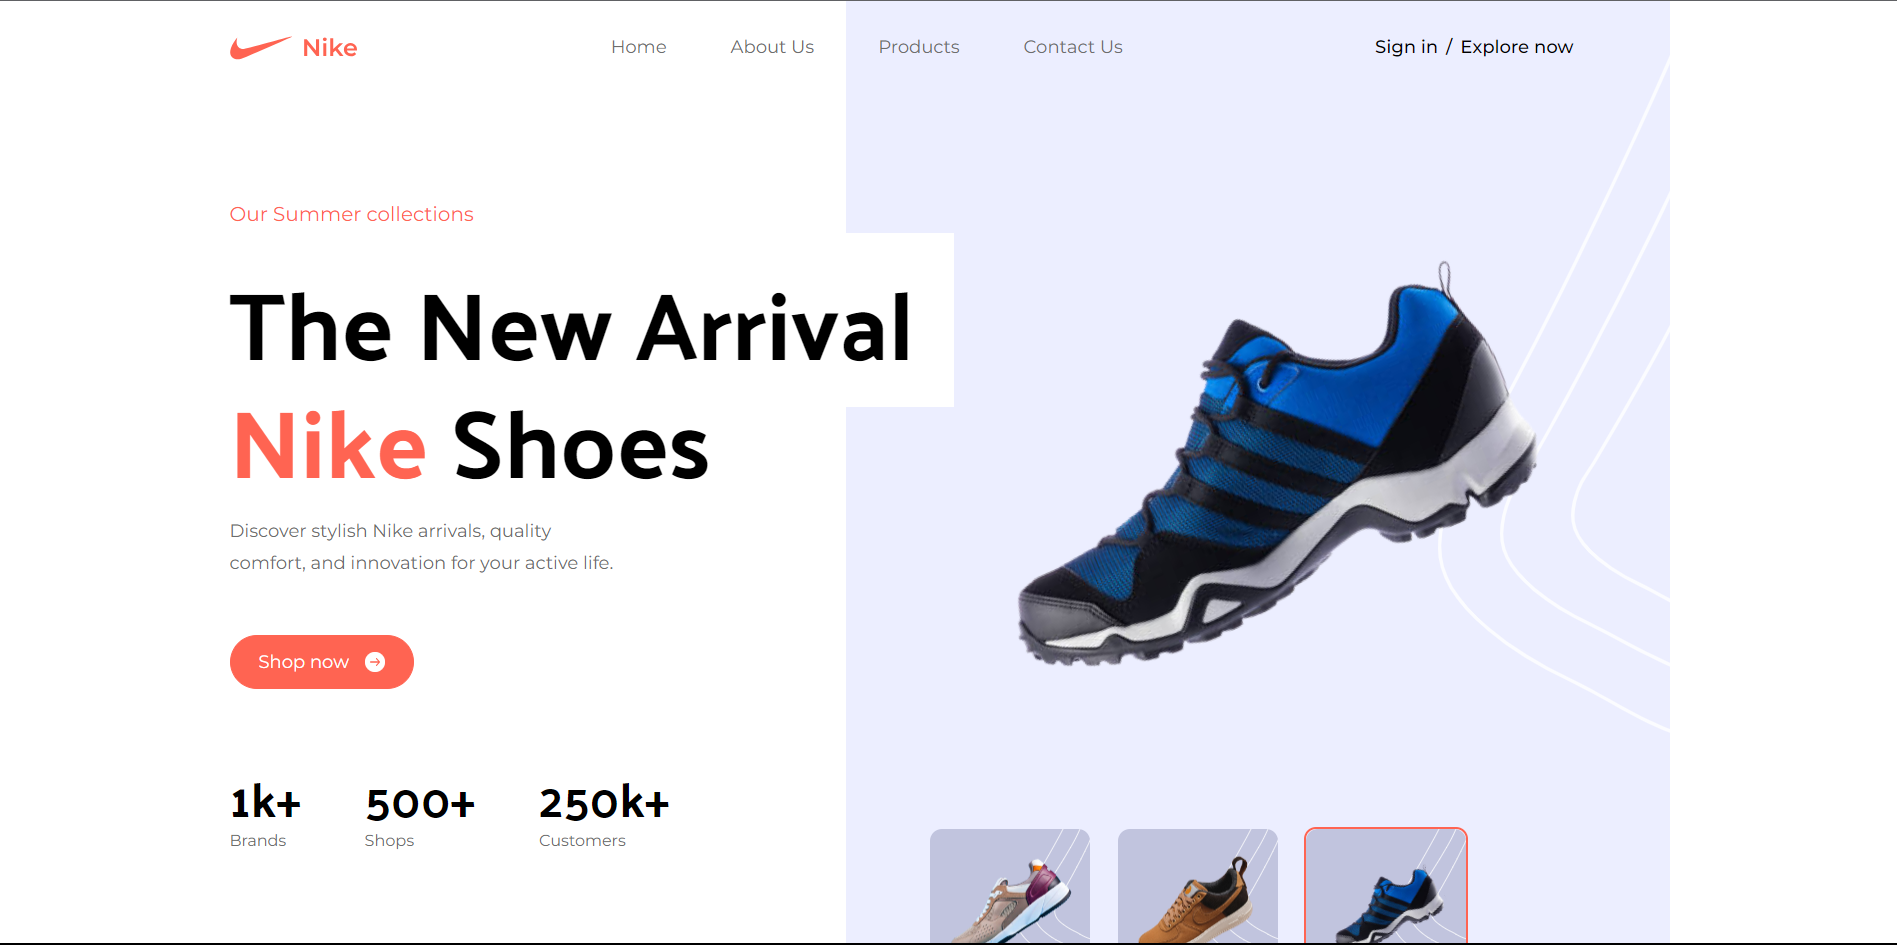 Nike
Home About Us Products Contact Us
Sign in / Explore now
Our Summer collections
The New Arrival
Nike Shoes
Discover stylish Nike arrivals, quality
comfort, and innovation for your active life.
Shop now
1k+ 500+ 250k+
Brands Shops Customers